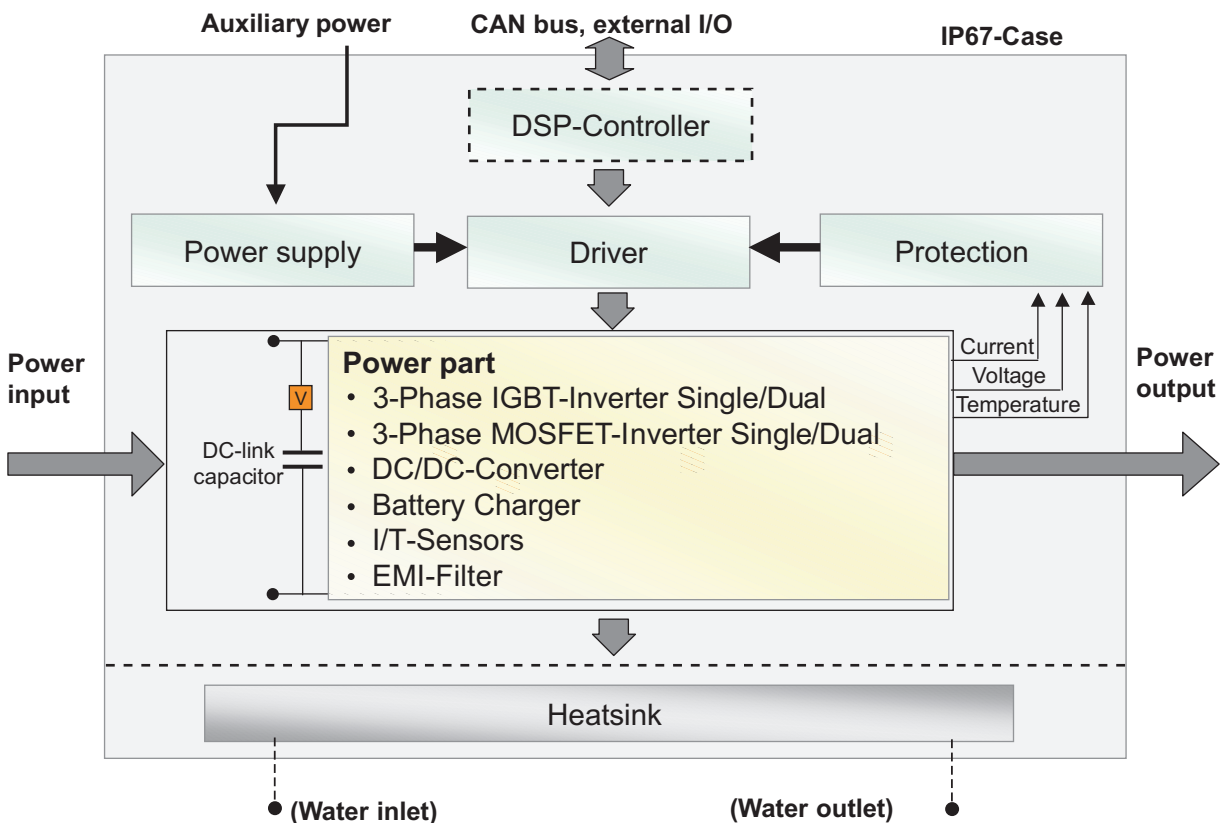 Auxiliary power
CAN bus, external I/O
IP67-Case
DSP-Controller
Power supply
Driver
Protection
Power
input
Power part
• 3-Phase IGBT-Inverter Single/Dual
• 3-Phase MOSFET-Inverter Single/Dual
• DC/DC-Converter
• Battery Charger
• I/T-Sensors
• EMI-Filter
V
DC-link
capacitor
Current
Voltage
Temperature
Power
output
Heatsink
(Water inlet)
(Water outlet)